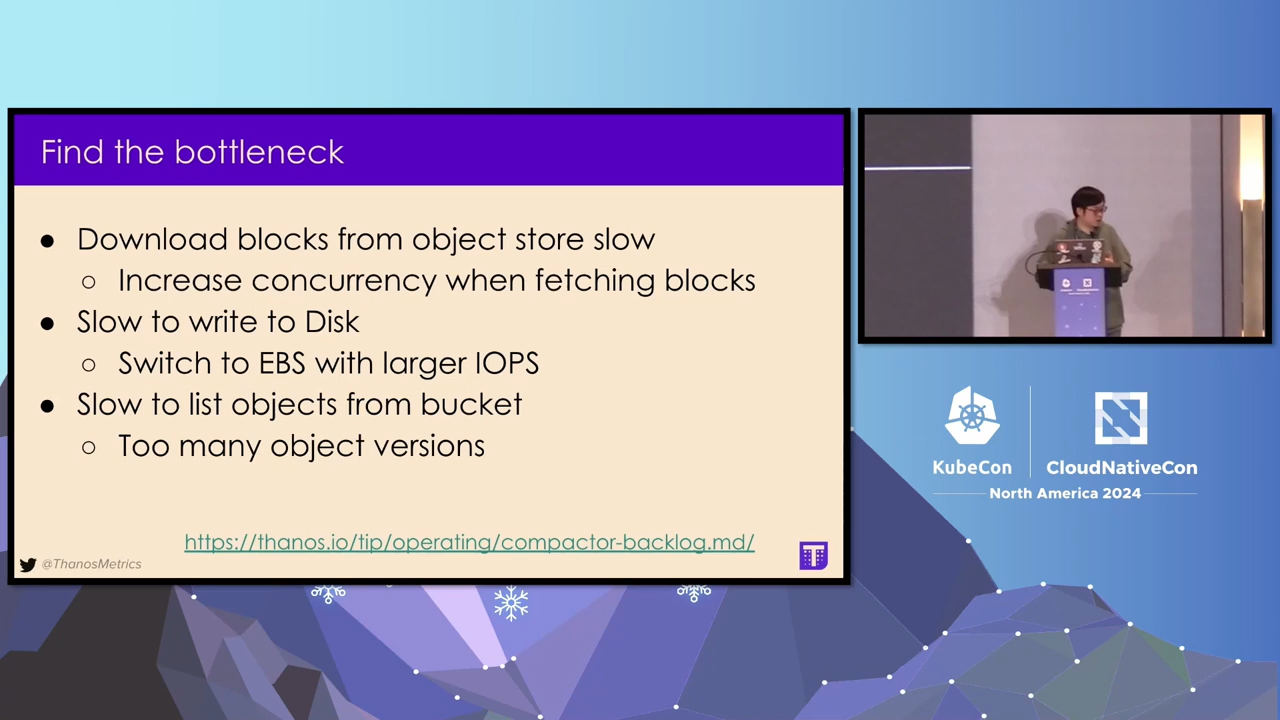 Find the bottleneck
● Download blocks from object store slow
○ Increase concurrency when fetching blocks
● Slow to write to Disk
○ Switch to EBS with larger IOPS
● Slow to list objects from bucket
○ Too many object versions
https://thanos.io/tip/operating/compactor-backlog.md/
@ThanosMetrics
T
KubeCon
CloudNativeCon
North America 2024